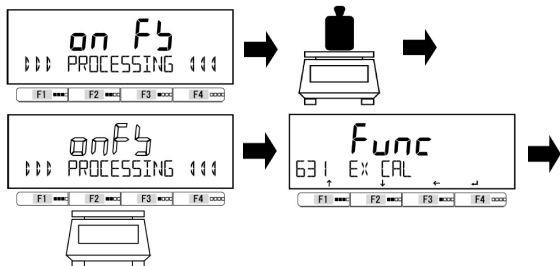 on FS
PROCESSING
F1 F2 F3 F4
onFS
PROCESSING
F1 F2 F3 F4
Func
631 EX CAL
F1 F2 F3 F4